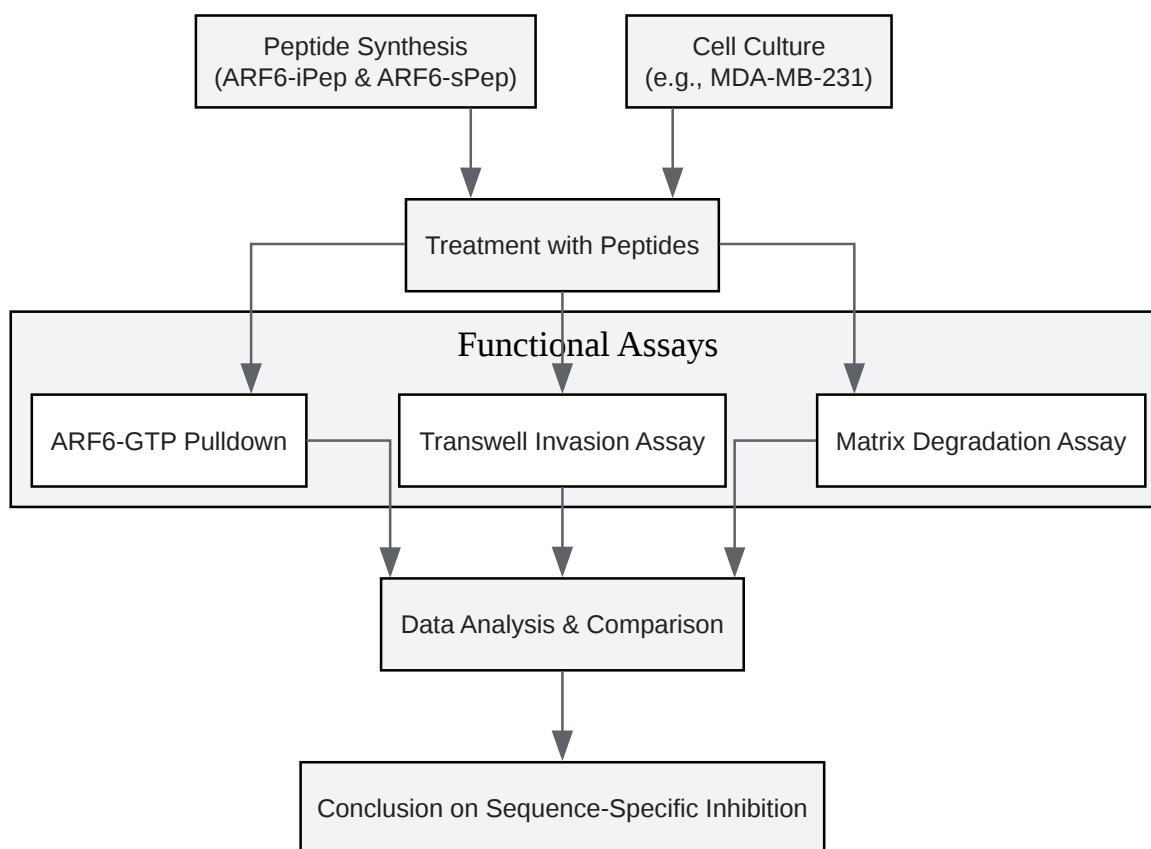 Peptide Synthesis
(ARF6-iPep & ARF6-sPep)
Cell Culture
(e.g., MDA-MB-231)
Treatment with Peptides
Functional Assays
ARF6-GTP Pulldown
Transwell Invasion Assay
Matrix Degradation Assay
Data Analysis & Comparison
Conclusion on Sequence-Specific Inhibition